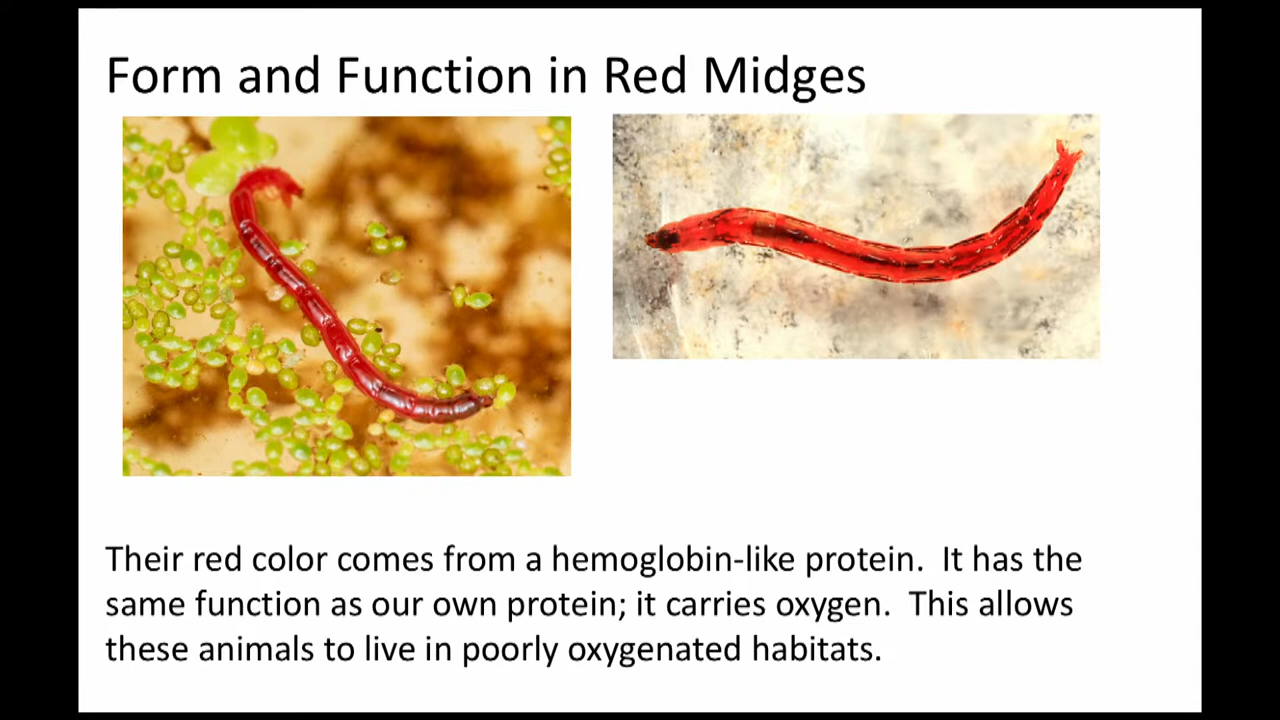 Form and Function in Red Midges
Their red color comes from a hemoglobin-like protein.  It has the
same function as our own protein; it carries oxygen.  This allows
these animals to live in poorly oxygenated habitats.